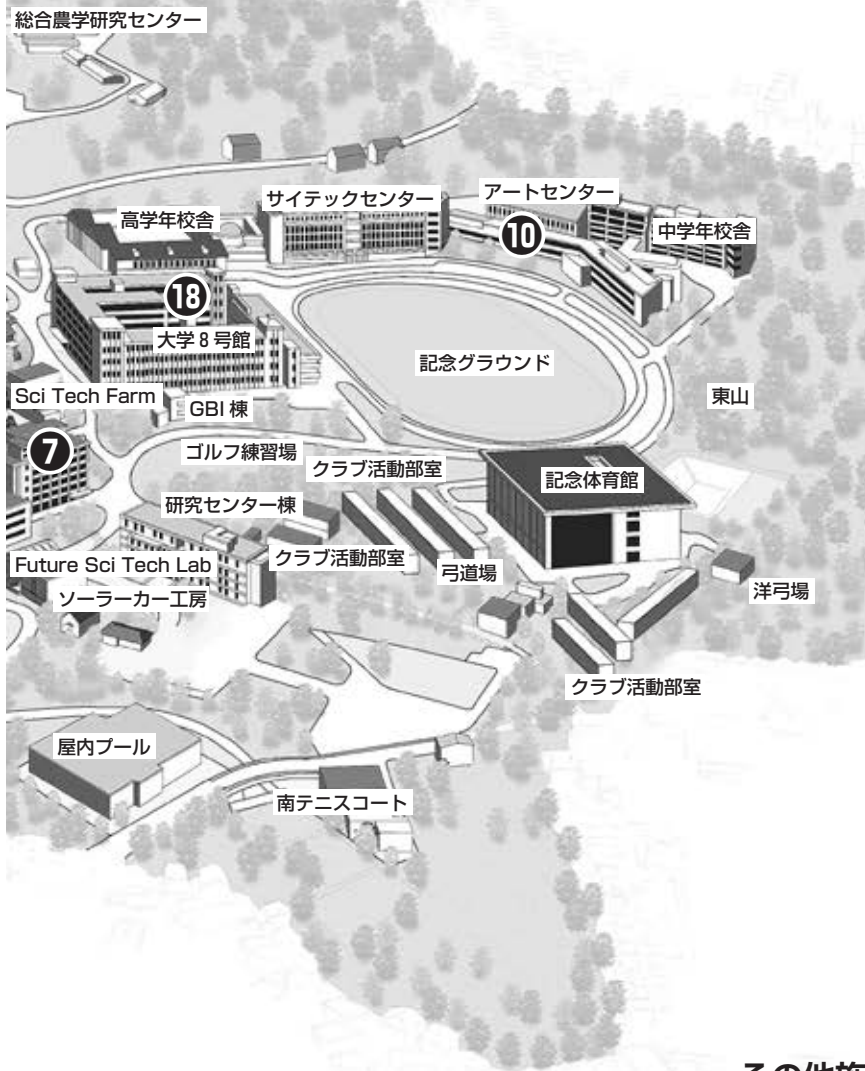 総合農学研究センター
サイテックセンター
アートセンター
高学年校舎
10
中学年校舎
18
大学8号館
記念グラウンド
Sci Tech Farm
GBI 棟
東山
7
ゴルフ練習場
クラブ活動部室
記念体育館
研究センター棟
クラブ活動部室
弓道場
Future Sci Tech Lab
ソーラーカー工房
洋弓場
クラブ活動部室
屋内プール
南テニスコート